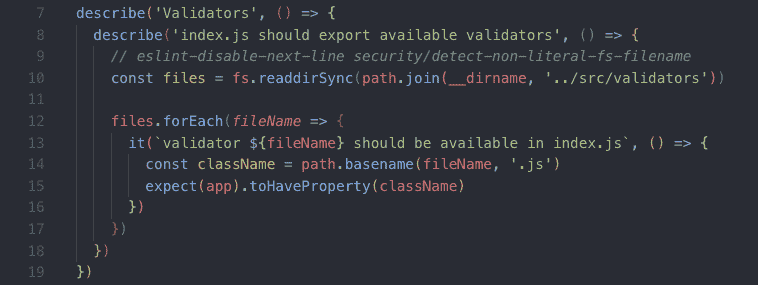 7 describe('Validators', () => {
8   describe('index.js should export available validators', () => {
9     // eslint-disable-next-line security/detect-non-literal-fs-filename
10     const files = fs.readdirSync(path.join(__dirname, '../src/validators'))
11
12     files.forEach(fileName => {
13       it(`validator ${fileName} should be available in index.js`, () => {
14         const className = path.basename(fileName, '.js')
15         expect(app).toHaveProperty(className)
16       })
17     })
18   })
19 })